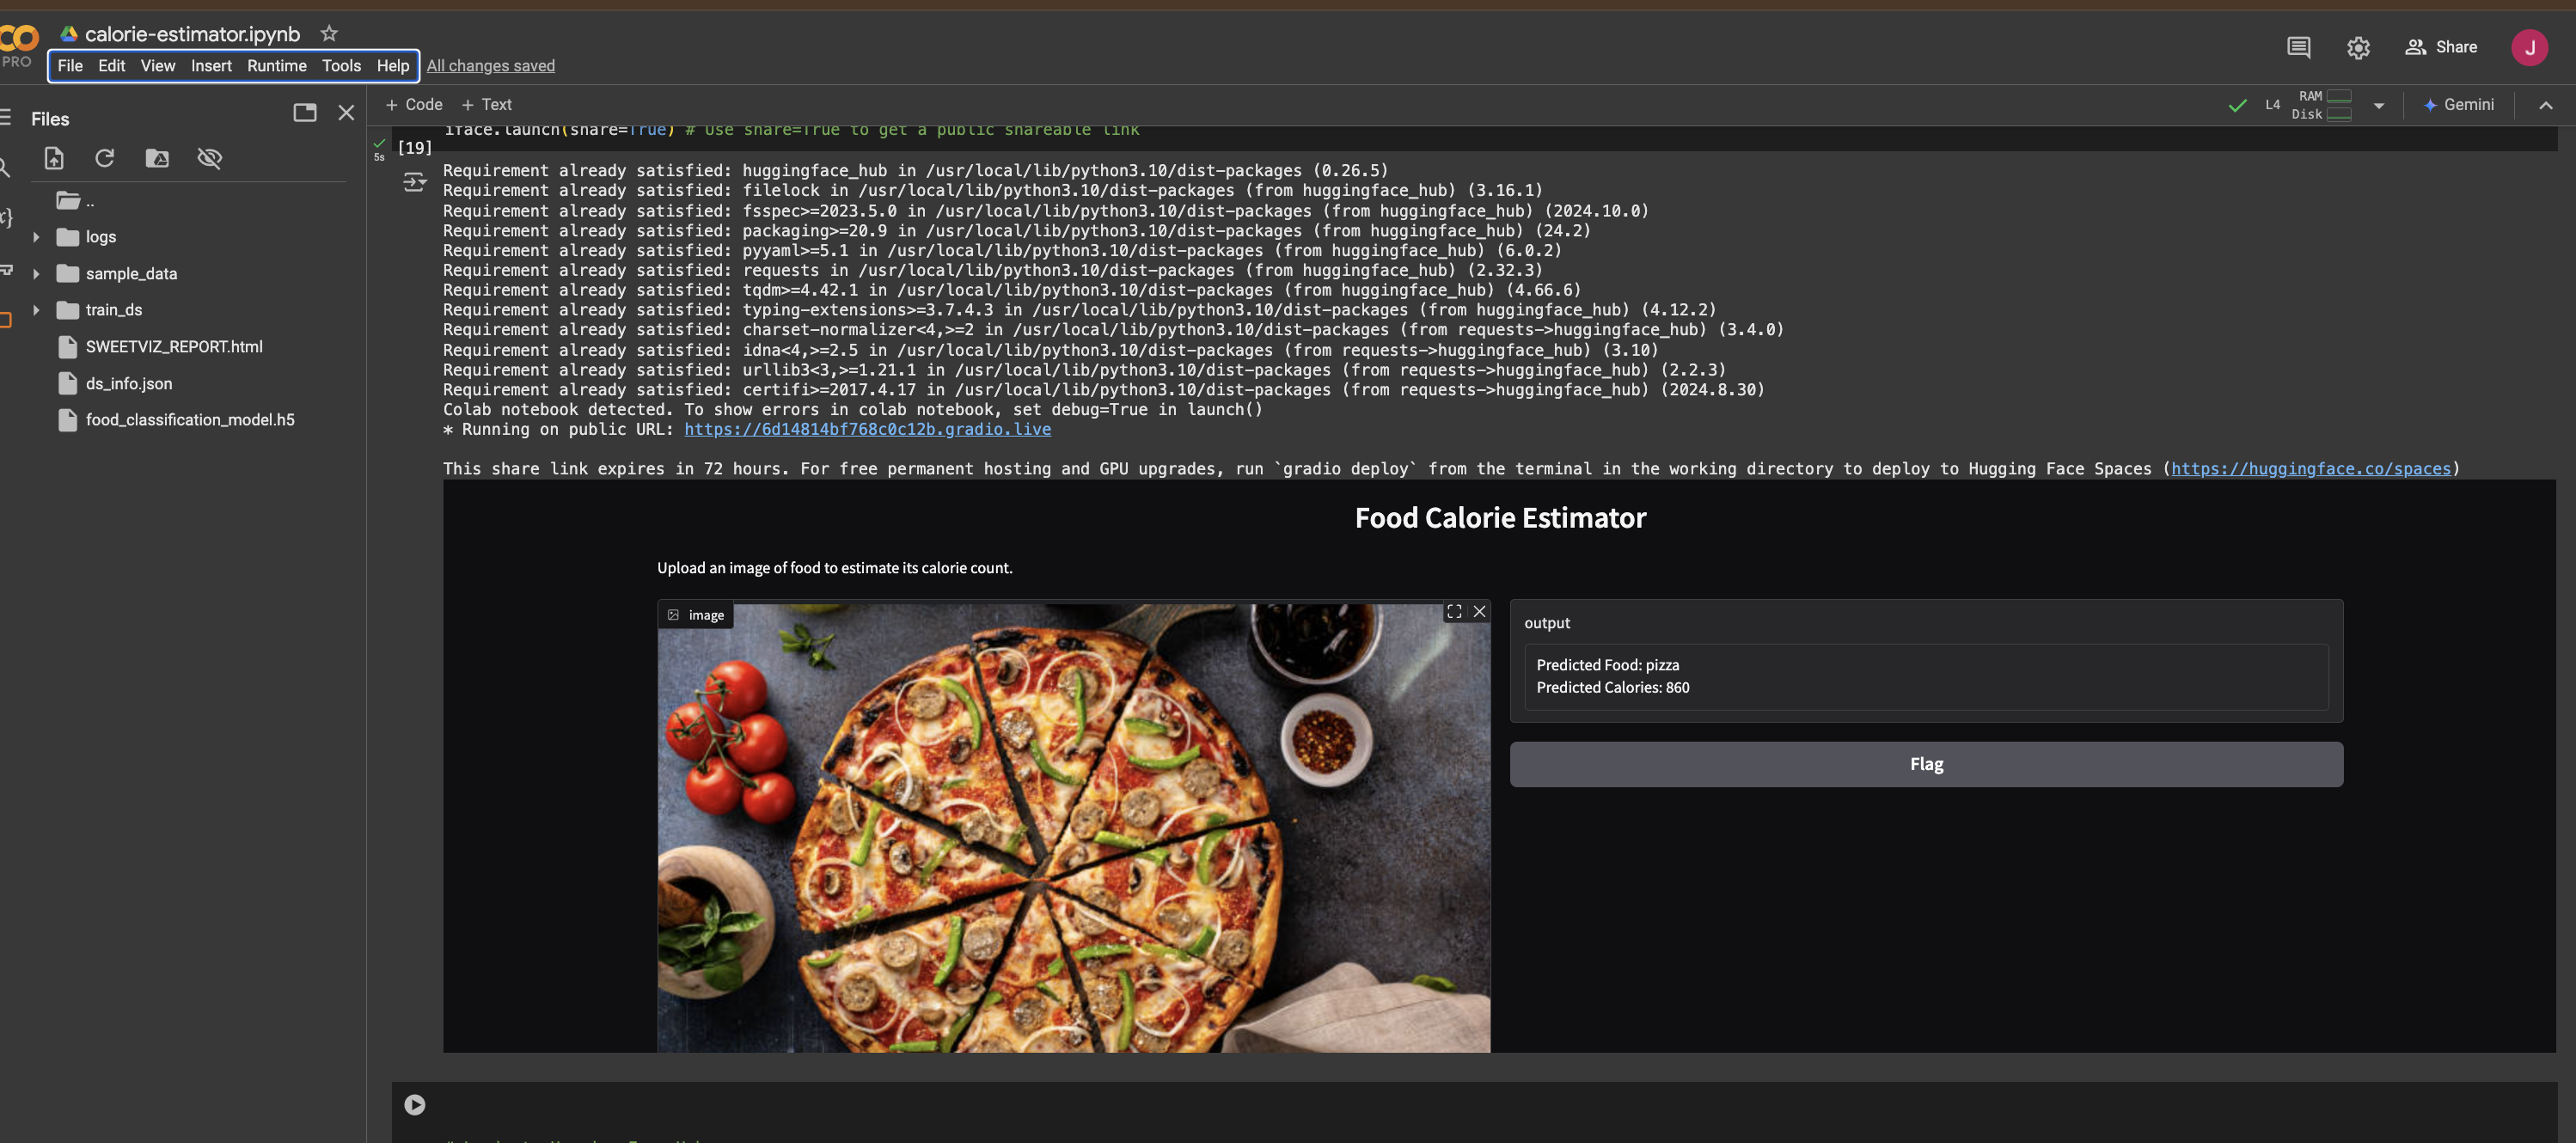 calorie-estimator.ipynb
PRO
File Edit View Insert Runtime Tools Help All changes saved
Share
J
Files
+ Code + Text
L4
RAM
Disk
Gemini
..
logs
sample_data
train_ds
SWEETVIZ_REPORT.html
ds_info.json
food_classification_model.h5
iface.launch(share=True) # Use share=True to get a public shareable link
5s
[19]
Requirement already satisfied: huggingface_hub in /usr/local/lib/python3.10/dist-packages (0.26.5)
Requirement already satisfied: filelock in /usr/local/lib/python3.10/dist-packages (from huggingface_hub) (3.16.1)
Requirement already satisfied: fsspec>=2023.5.0 in /usr/local/lib/python3.10/dist-packages (from huggingface_hub) (2024.10.0)
Requirement already satisfied: packaging>=20.9 in /usr/local/lib/python3.10/dist-packages (from huggingface_hub) (24.2)
Requirement already satisfied: pyyaml>=5.1 in /usr/local/lib/python3.10/dist-packages (from huggingface_hub) (6.0.2)
Requirement already satisfied: requests in /usr/local/lib/python3.10/dist-packages (from huggingface_hub) (2.32.3)
Requirement already satisfied: tqdm>=4.42.1 in /usr/local/lib/python3.10/dist-packages (from huggingface_hub) (4.66.6)
Requirement already satisfied: typing-extensions>=3.7.4.3 in /usr/local/lib/python3.10/dist-packages (from huggingface_hub) (4.12.2)
Requirement already satisfied: charset-normalizer<4,>=2 in /usr/local/lib/python3.10/dist-packages (from requests->huggingface_hub) (3.4.0)
Requirement already satisfied: idna<4,>=2.5 in /usr/local/lib/python3.10/dist-packages (from requests->huggingface_hub) (3.10)
Requirement already satisfied: urllib3<3,>=1.21.1 in /usr/local/lib/python3.10/dist-packages (from requests->huggingface_hub) (2.2.3)
Requirement already satisfied: certifi>=2017.4.17 in /usr/local/lib/python3.10/dist-packages (from requests->huggingface_hub) (2024.8.30)
Colab notebook detected. To show errors in colab notebook, set debug=True in launch()
* Running on public URL: https://6d14814bf768c0c12b.gradio.live
This share link expires in 72 hours. For free permanent hosting and GPU upgrades, run `gradio deploy` from the terminal in the working directory to deploy to Hugging Face Spaces (https://huggingface.co/spaces)
Food Calorie Estimator
Upload an image of food to estimate its calorie count.
image
output
Predicted Food: pizza
Predicted Calories: 860
Flag